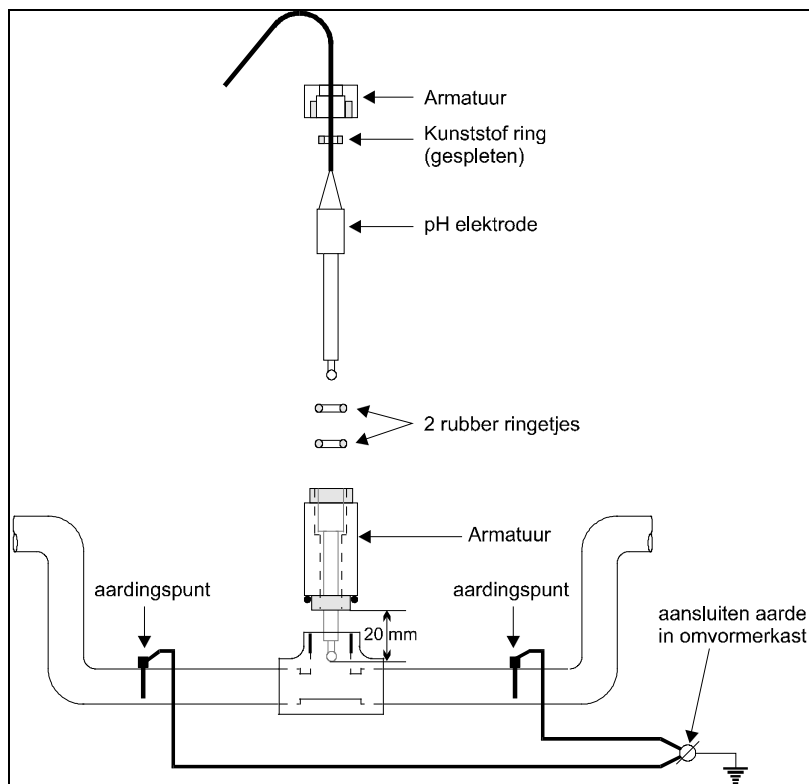 Armatuur
Kunststof ring
(gespleten)
pH elektrode
2 rubber ringetjes
Armatuur
aardingspunt
aardingspunt
20 mm
aansluiten aarde
in omvormerkast